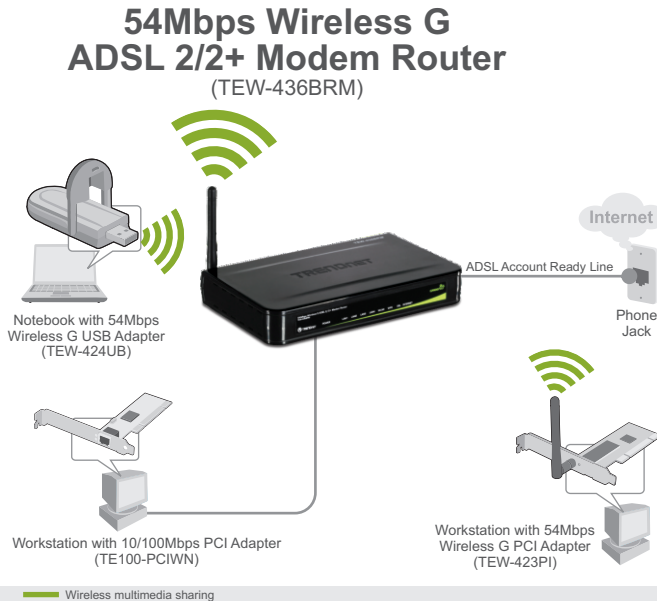 54Mbps Wireless G
ADSL 2/2+ Modem Router
(TEW-436BRM)
Internet
TRENDNET
ADSL Account Ready Line
Phone
Jack
Notebook with 54Mbps
Wireless G USB Adapter
(TEW-424UB)
Workstation with 10/100Mbps PCI Adapter
(TE100-PCIWN)
Workstation with 54Mbps
Wireless G PCI Adapter
(TEW-423PI)
Wireless multimedia sharing